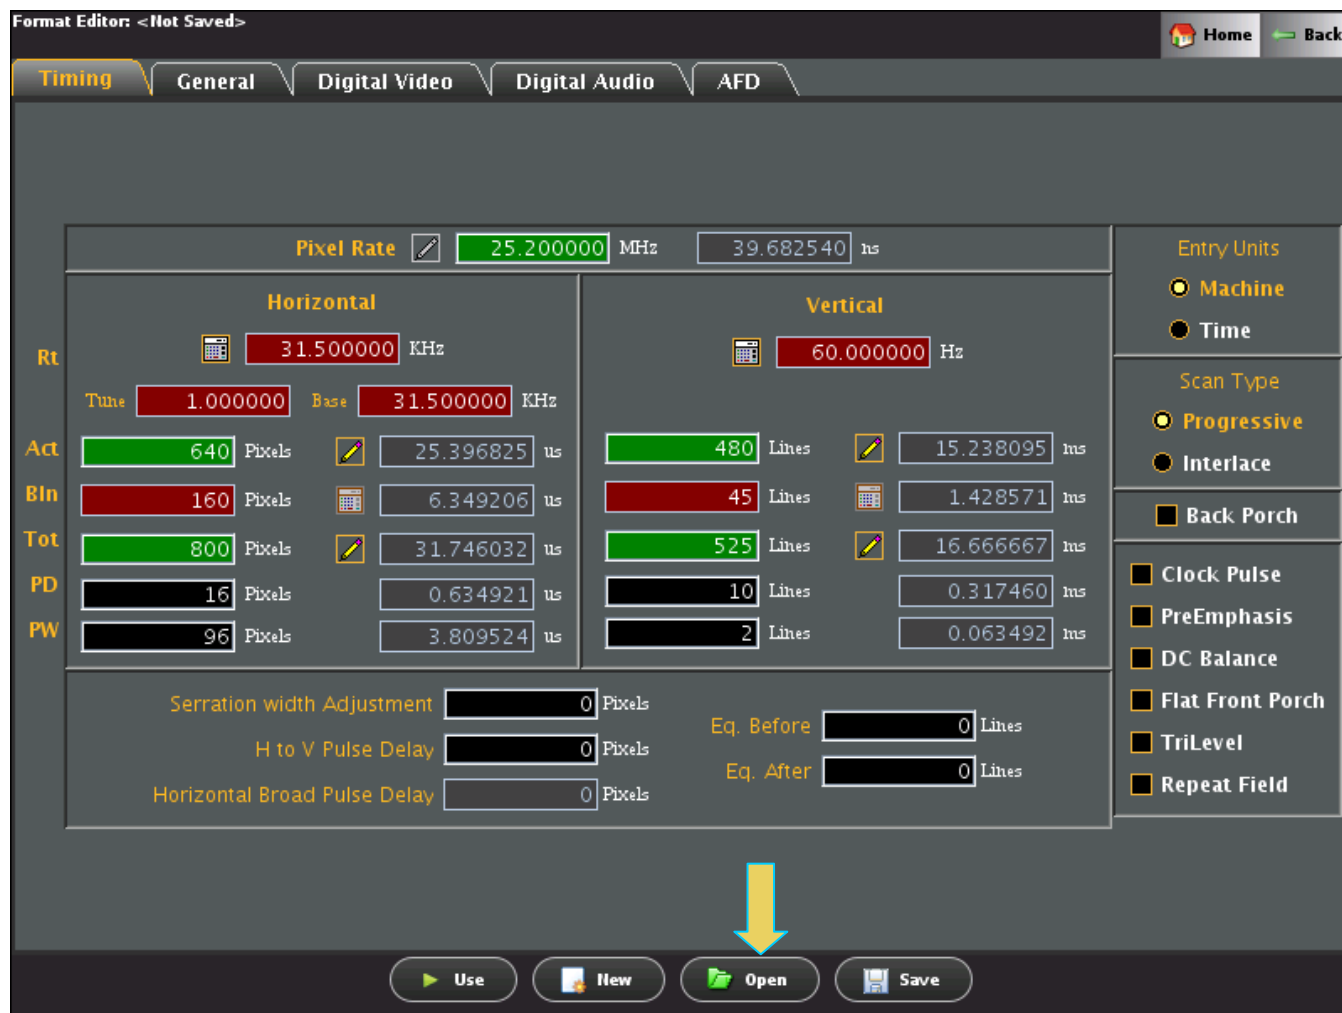 Format Editor: <Not Saved>
Home Back
Timing General Digital Video Digital Audio AFD
Pixel Rate 25.200000 MHz 39.682540 ns
Horizontal
Vertical
Rt 31.500000 KHz 60.000000 Hz
Tune 1.000000 Base 31.500000 KHz
Act 640 Pixels 25.396825 us 480 Lines 15.238095 ms
Bln 160 Pixels 6.349206 us 45 Lines 1.428571 ms
Tot 800 Pixels 31.746032 us 525 Lines 16.666667 ms
PD 16 Pixels 0.634921 us 10 Lines 0.317460 ms
PW 96 Pixels 3.809524 us 2 Lines 0.063492 ms
Serration width Adjustment 0 Pixels
H to V Pulse Delay 0 Pixels
Horizontal Broad Pulse Delay 0 Pixels
Eq. Before 0 Lines
Eq. After 0 Lines
Entry Units
Machine
Time
Scan Type
Progressive
Interlace
Back Porch
Clock Pulse
PreEmphasis
DC Balance
Flat Front Porch
TriLevel
Repeat Field
Use New Open Save